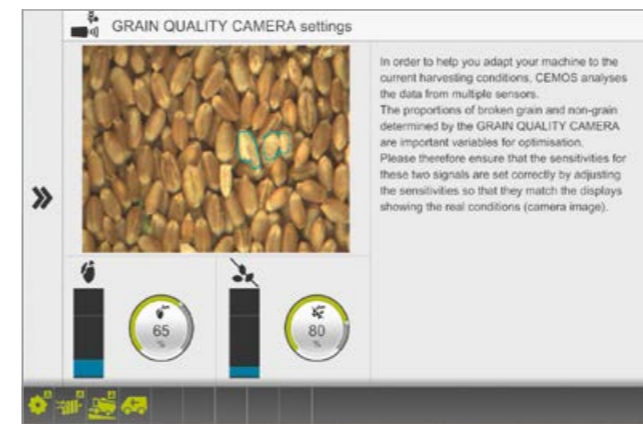 GRAIN QUALITY CAMERA settings
In order to help you adapt your machine to the
current harvesting conditions, CEMOS analyses
the data from multiple sensors.
The proportions of broken grain and non-grain
determined by the GRAIN QUALITY CAMERA
are important variables for optimisation.
Please therefore ensure that the sensitivities for
these two signals are set correctly by adjusting
the sensitivities so that they match the displays
showing the real conditions (camera image).
65
%
80
%